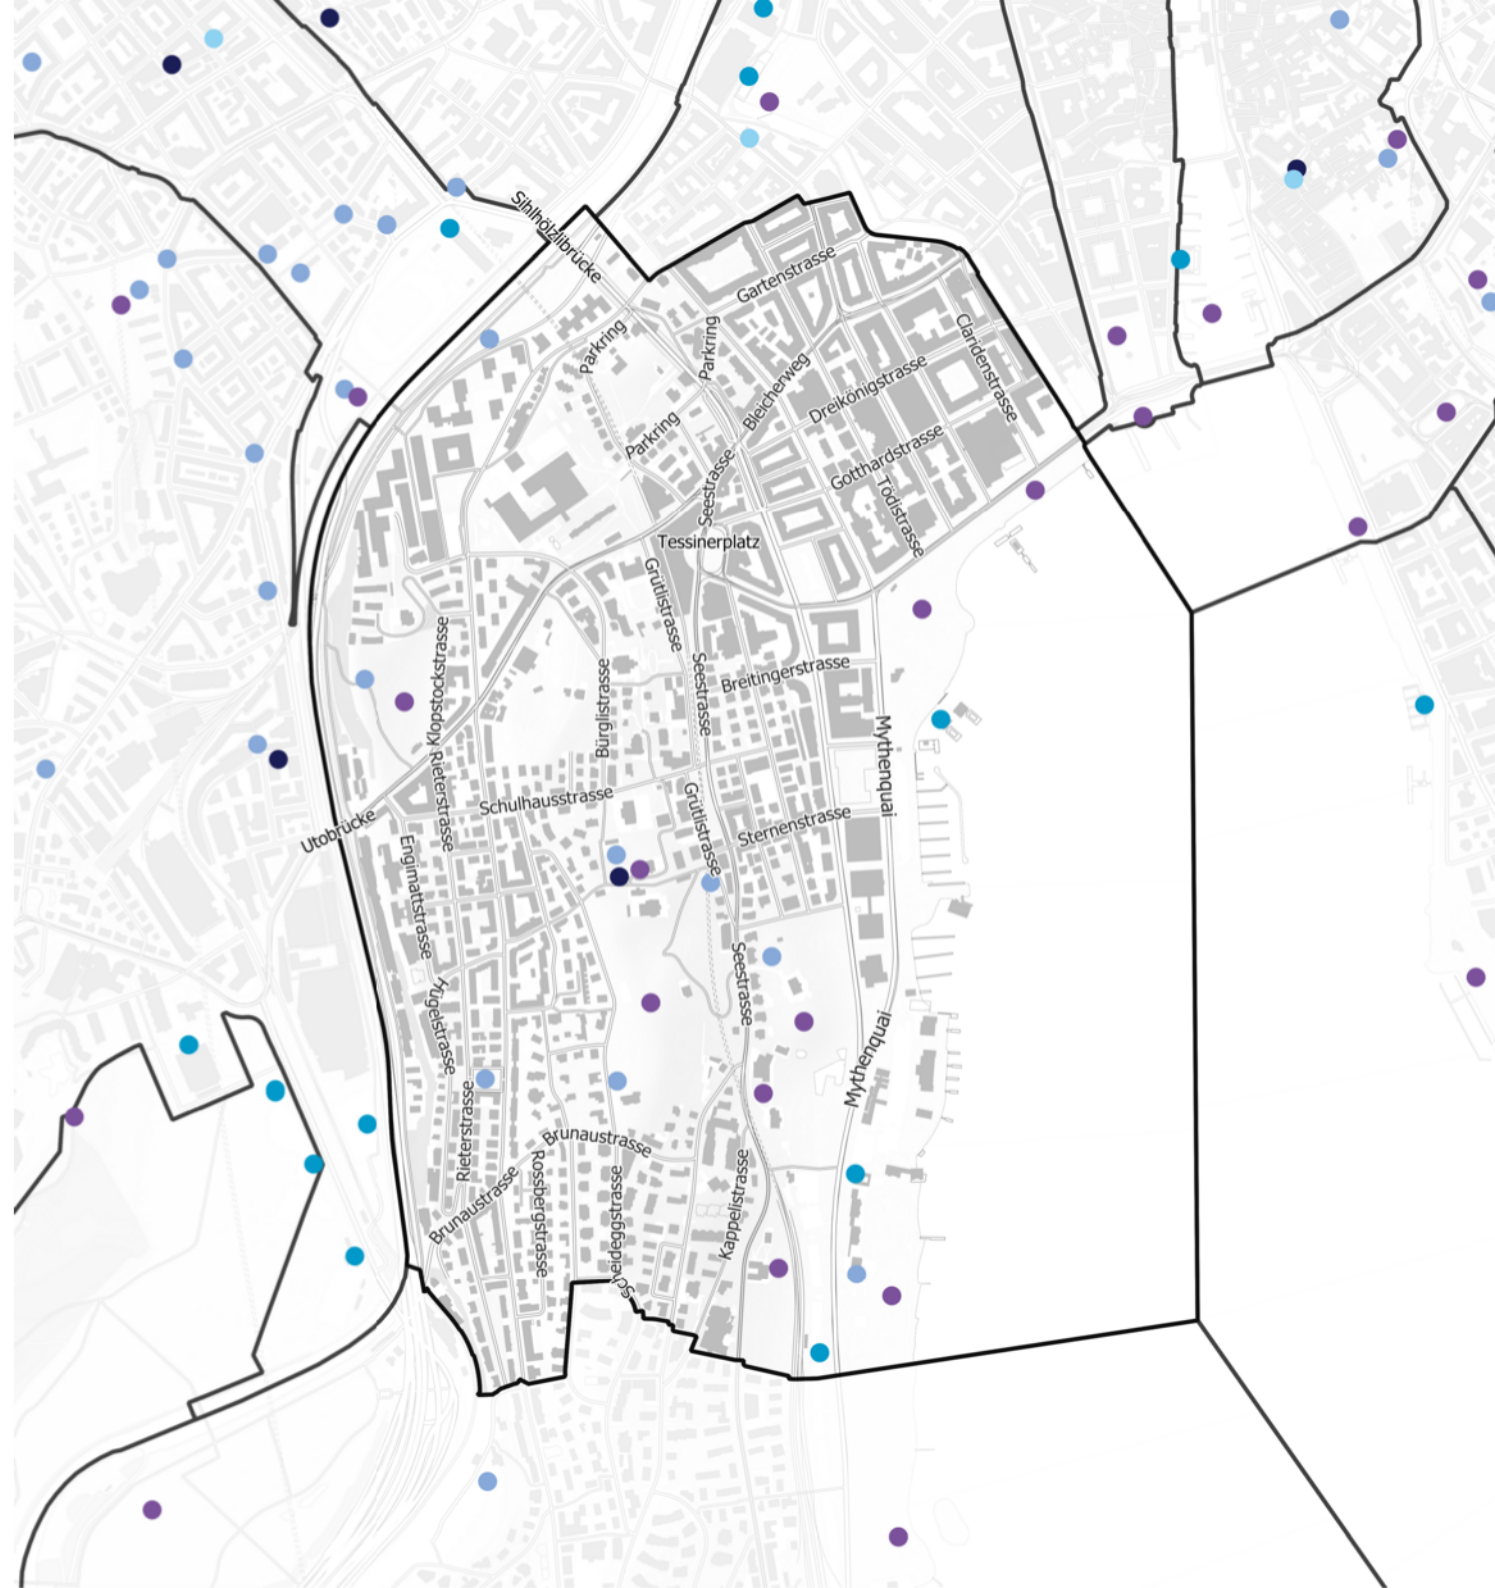 Sihlhölzlibrücke
Gartenstrasse
Parkring
Parkring
Claridenstrasse
Bleicherweg
Dreikönigstrasse
Parkring
Gotthardstrasse
Seestrasse
Tödistrasse
Tessinerplatz
Grütlistrasse
Klopstockstrasse
Bürglistrasse
Seestrasse
Breitingerstrasse
Mythenquai
Rieterstrasse
Schulhausstrasse
Grütlistrasse
Sternenstrasse
Utobrücke
Engimattstrasse
Seestrasse
Hügelstrasse
Mythenquai
Rieterstrasse
Brunaustrasse
Brunaustrasse
Rossbergstrasse
Scheideggstrasse
Kappelistrasse